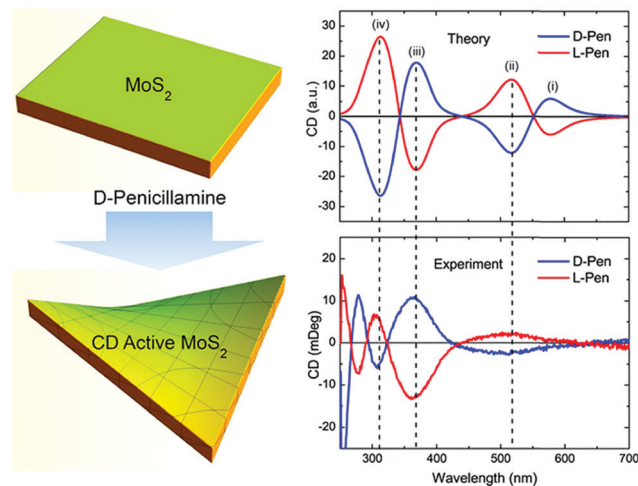 MoS₂
D-Penicillamine
CD Active MoS₂
(iv)
(iii)
(ii)
(i)
Theory
D-Pen
L-Pen
CD (a.u.)
30
20
10
0
-10
-20
-30
Experiment
D-Pen
L-Pen
CD (mDeg)
20
10
0
-10
-20
300 400 500 600 700
Wavelength (nm)